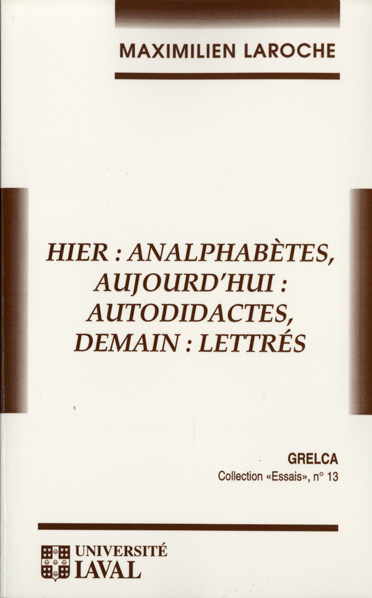 MAXIMILIEN LAROCHE
HIER : ANALPHABÈTES,
AUJOURD'HUI :
AUTODIDACTES,
DEMAIN : LETTRÉS
GRELCA
Collection «Essais», n° 13
UNIVERSITÉ
LAVAL